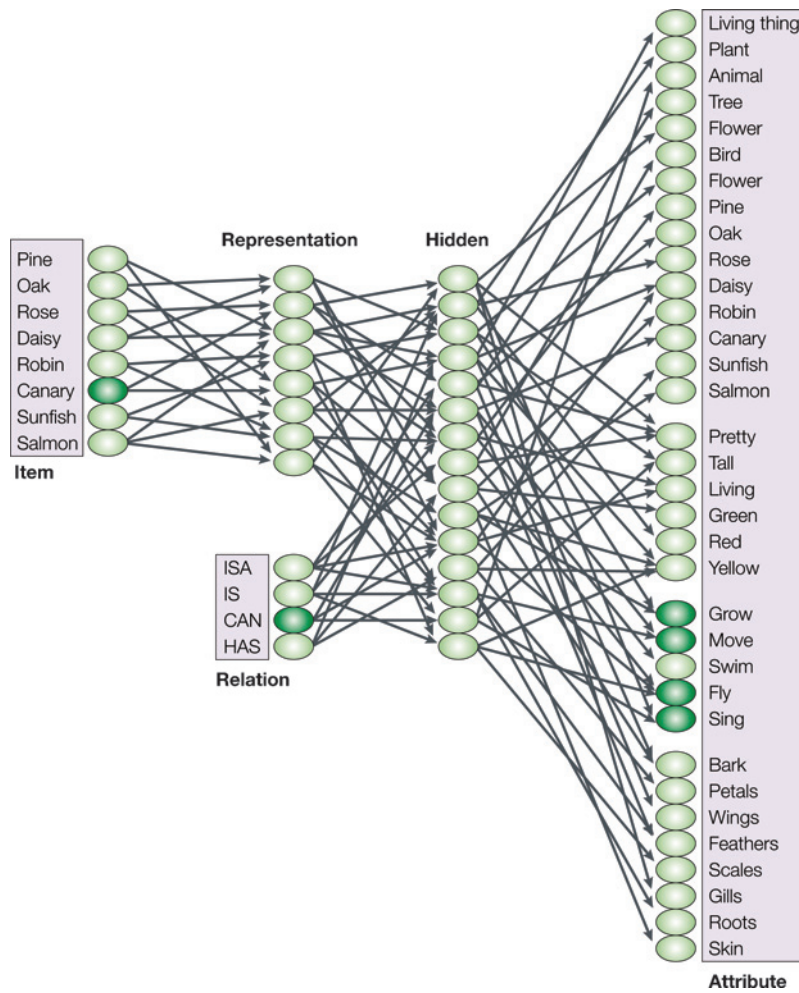 Living thing
Plant
Animal
Tree
Flower
Bird
Flower
Pine
Oak
Rose
Daisy
Robin
Canary
Sunfish
Salmon
Pretty
Tall
Living
Green
Red
Yellow
Grow
Move
Swim
Fly
Sing
Bark
Petals
Wings
Feathers
Scales
Gills
Roots
Skin
Attribute
Representation
Hidden
Pine
Oak
Rose
Daisy
Robin
Canary
Sunfish
Salmon
Item
ISA
IS
CAN
HAS
Relation